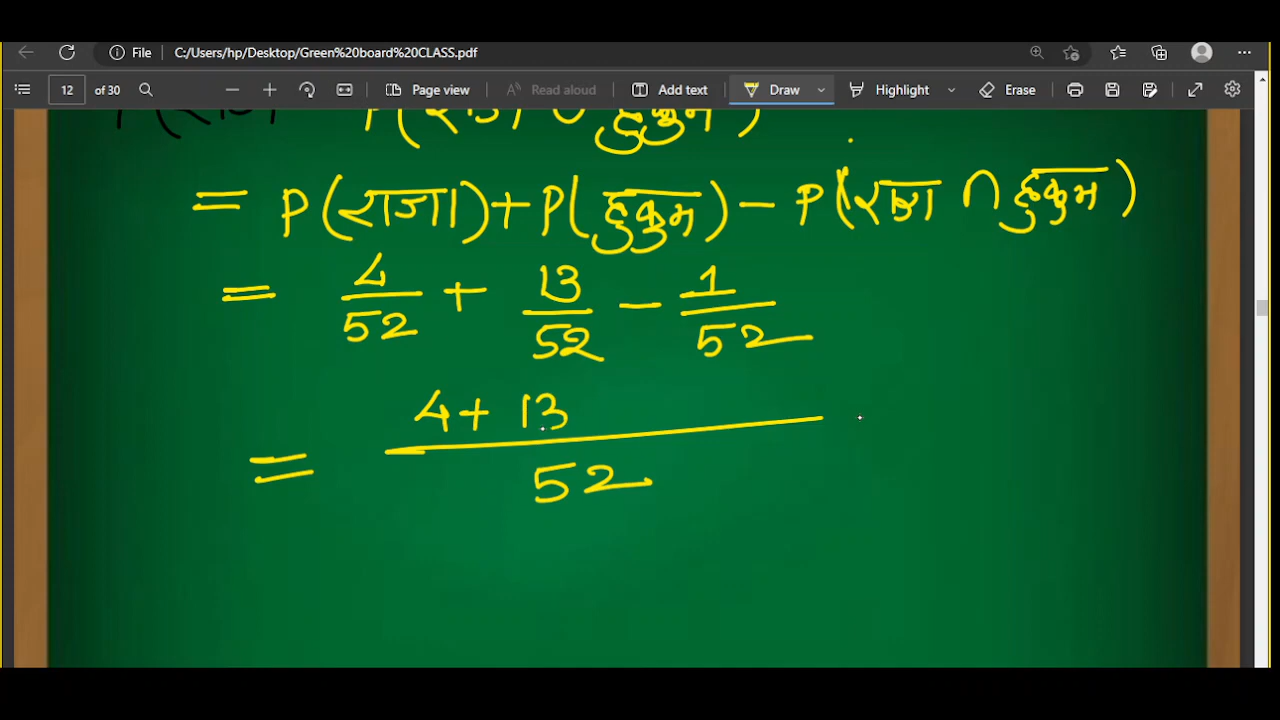 File C:/Users/hp/Desktop/Green%20board%20CLASS.pdf
12 of 30 Page view Read aloud Add text Draw Highlight Erase
= P(राजा) + P(हुकुम) - P(राजा ∩ हुकुम)
= 4/52 + 13/52 - 1/52
= 4 + 13 / 52